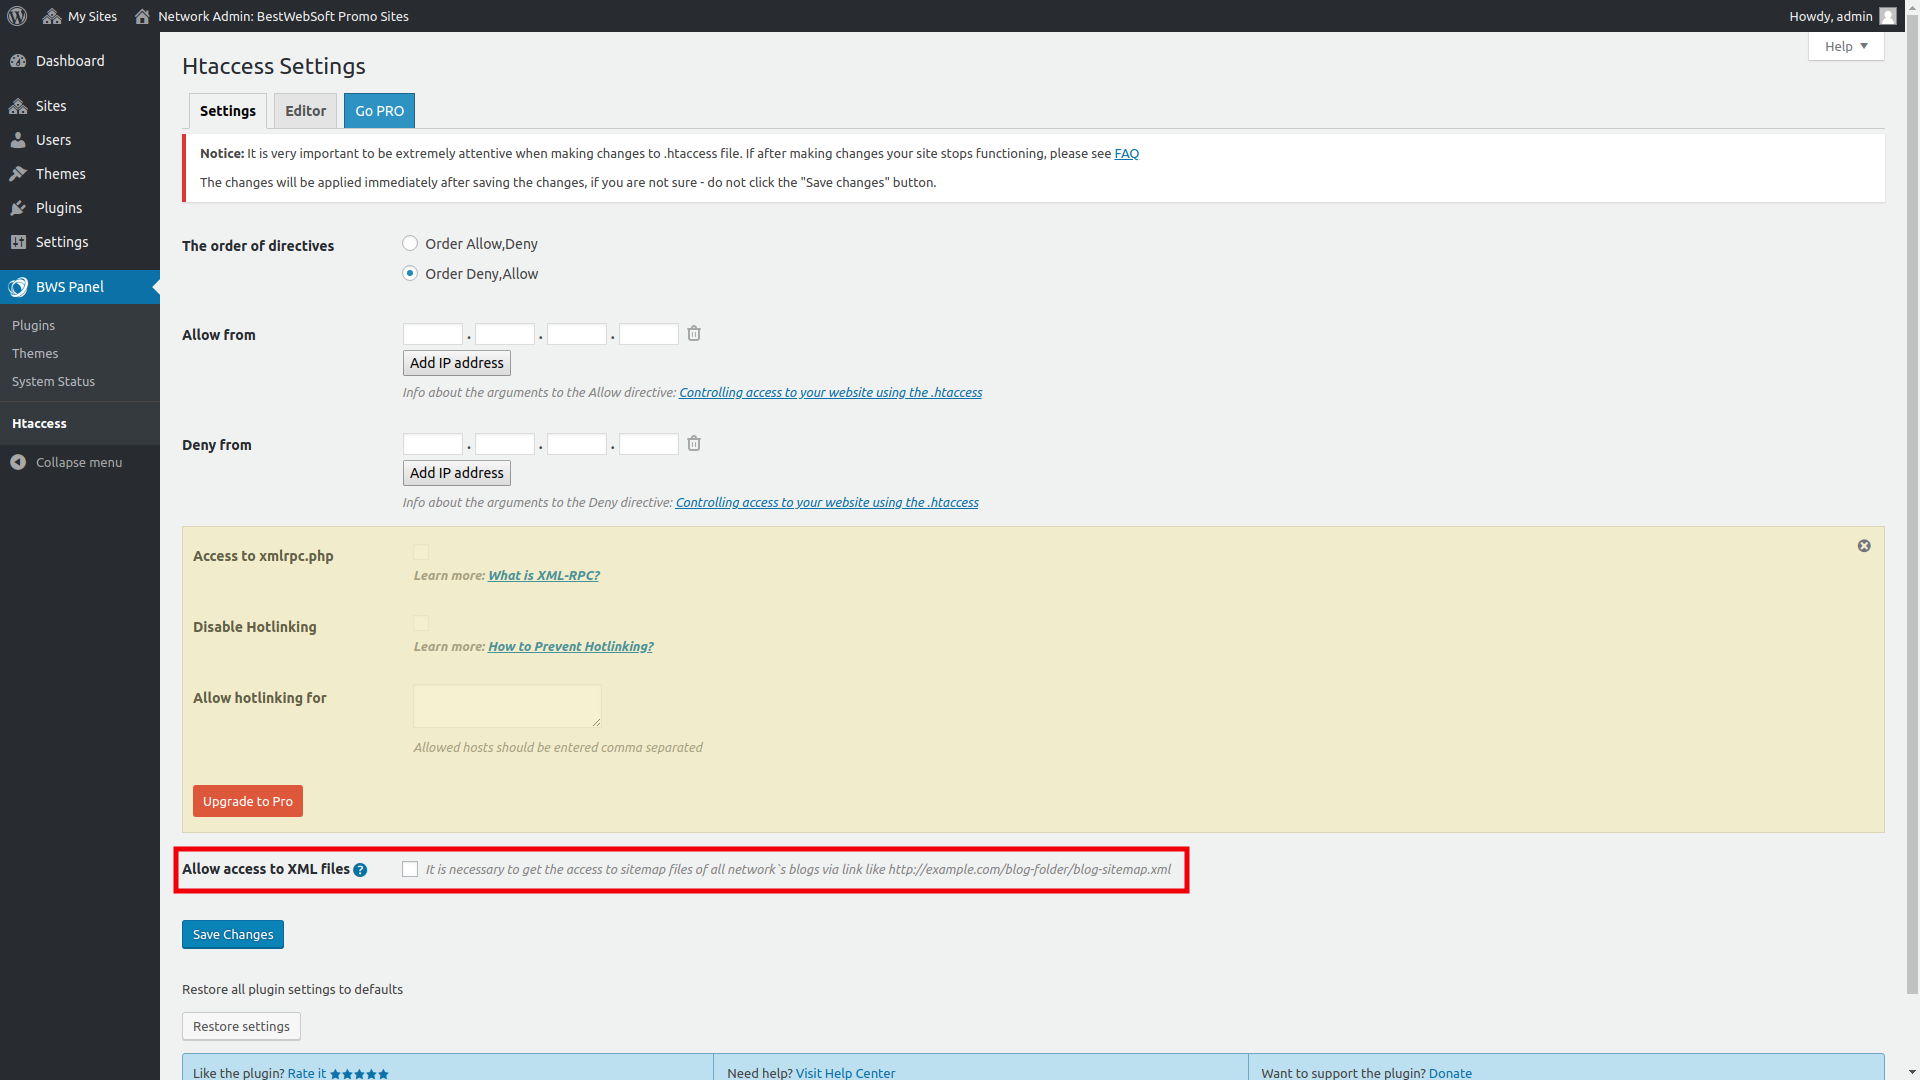 My Sites
Network Admin: BestWebSoft Promo Sites
Howdy, admin
Help
Dashboard
Sites
Users
Themes
Plugins
Settings
BWS Panel
Plugins
Themes
System Status
Htaccess
Collapse menu
Htaccess Settings
Settings
Editor
Go PRO
Notice: It is very important to be extremely attentive when making changes to .htaccess file. If after making changes your site stops functioning, please see FAQ
The changes will be applied immediately after saving the changes, if you are not sure - do not click the "Save changes" button.
The order of directives
Order Allow,Deny
Order Deny,Allow
Allow from
. . .
Add IP address
Info about the arguments to the Allow directive: Controlling access to your website using the .htaccess
Deny from
. . .
Add IP address
Info about the arguments to the Deny directive: Controlling access to your website using the .htaccess
Access to xmlrpc.php
Learn more: What is XML-RPC?
Disable Hotlinking
Learn more: How to Prevent Hotlinking?
Allow hotlinking for
Allowed hosts should be entered comma separated
Upgrade to Pro
Allow access to XML files ? It is necessary to get the access to sitemap files of all network`s blogs via link like http://example.com/blog-folder/blog-sitemap.xml
Save Changes
Restore all plugin settings to defaults
Restore settings
Like the plugin? Rate it ★★★★★
Need help? Visit Help Center
Want to support the plugin? Donate